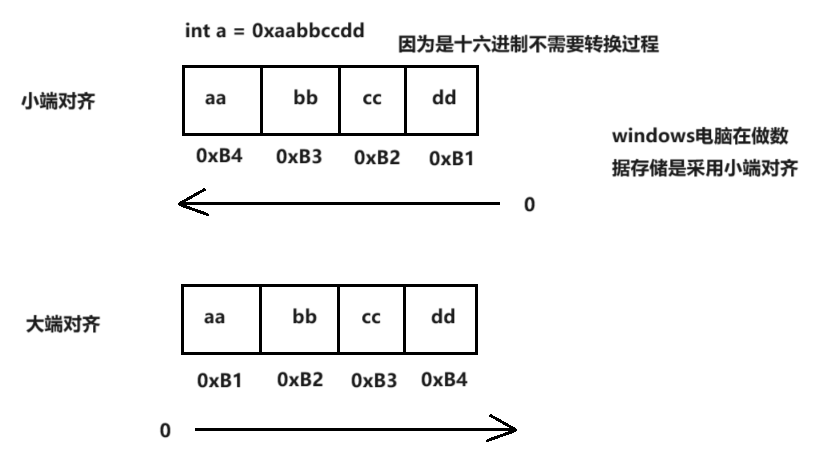 int a = 0xaabbccdd
因为是十六进制不需要转换过程
小端对齐
aa bb cc dd
0xB4 0xB3 0xB2 0xB1
windows电脑在做数
据存储是采用小端对齐
0
大端对齐
aa bb cc dd
0xB1 0xB2 0xB3 0xB4
0